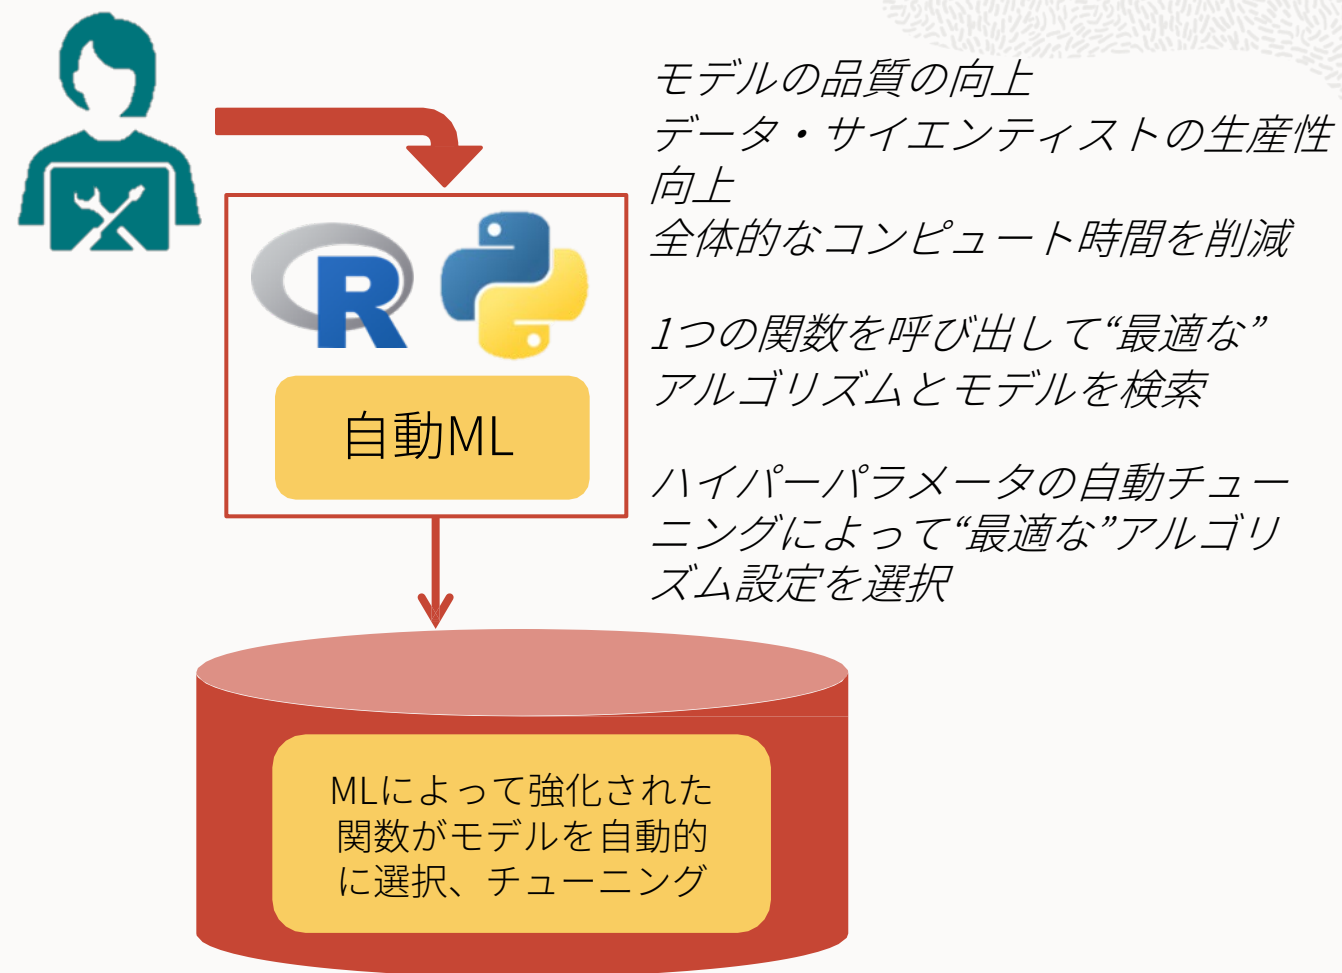 モデルの品質の向上
データ・サイエンティストの生産性
向上
全体的なコンピュート時間を削減
1つの関数を呼び出して“最適な”
アルゴリズムとモデルを検索
ハイパーパラメータの自動チュー
ニングによって“最適な”アルゴリ
ズム設定を選択
R
自動ML
MLによって強化された
関数がモデルを自動的
に選択、チューニング